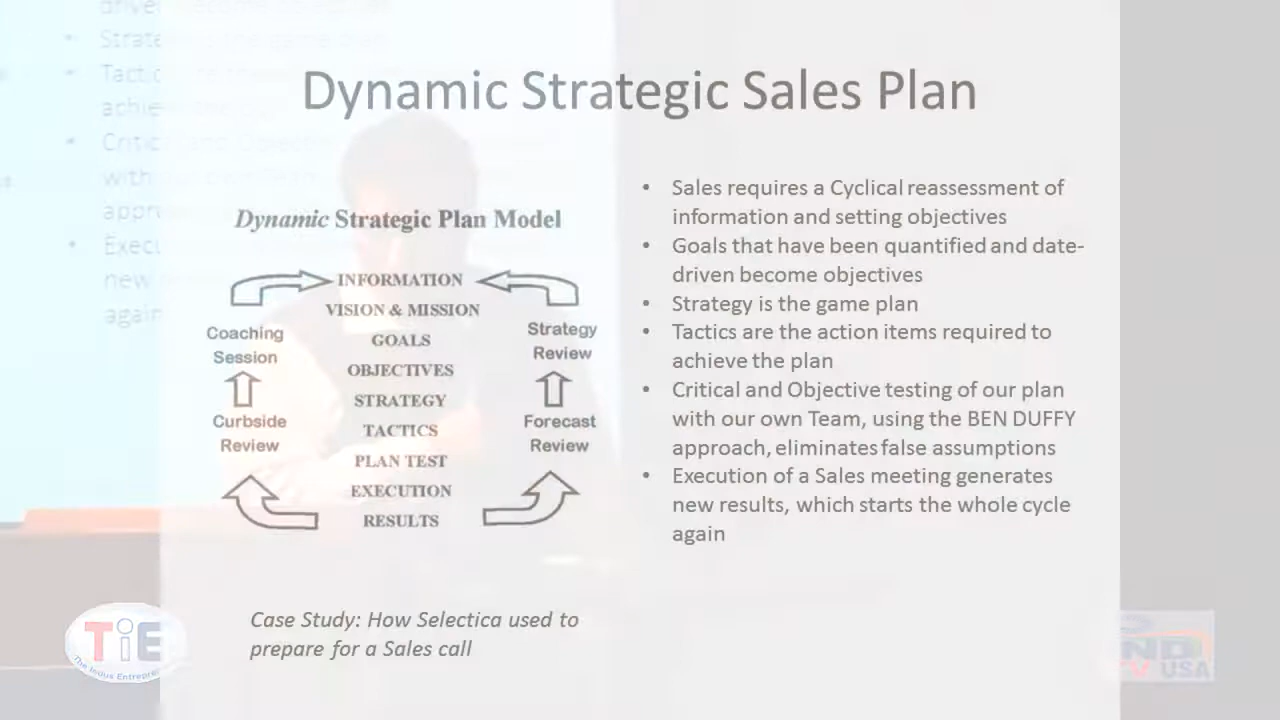 Dynamic Strategic Sales Plan
Dynamic Strategic Plan Model
INFORMATION
VISION & MISSION
GOALS
OBJECTIVES
STRATEGY
TACTICS
PLAN TEST
EXECUTION
RESULTS
Coaching
Session
Curbside
Review
Strategy
Review
Forecast
Review
• Sales requires a Cyclical reassessment of
information and setting objectives
• Goals that have been quantified and date-
driven become objectives
• Strategy is the game plan
• Tactics are the action items required to
achieve the plan
• Critical and Objective testing of our plan
with our own Team, using the BEN DUFFY
approach, eliminates false assumptions
• Execution of a Sales meeting generates
new results, which starts the whole cycle
again
Case Study: How Selectica used to
prepare for a Sales call
TiE
The Indus Entrepre
USA